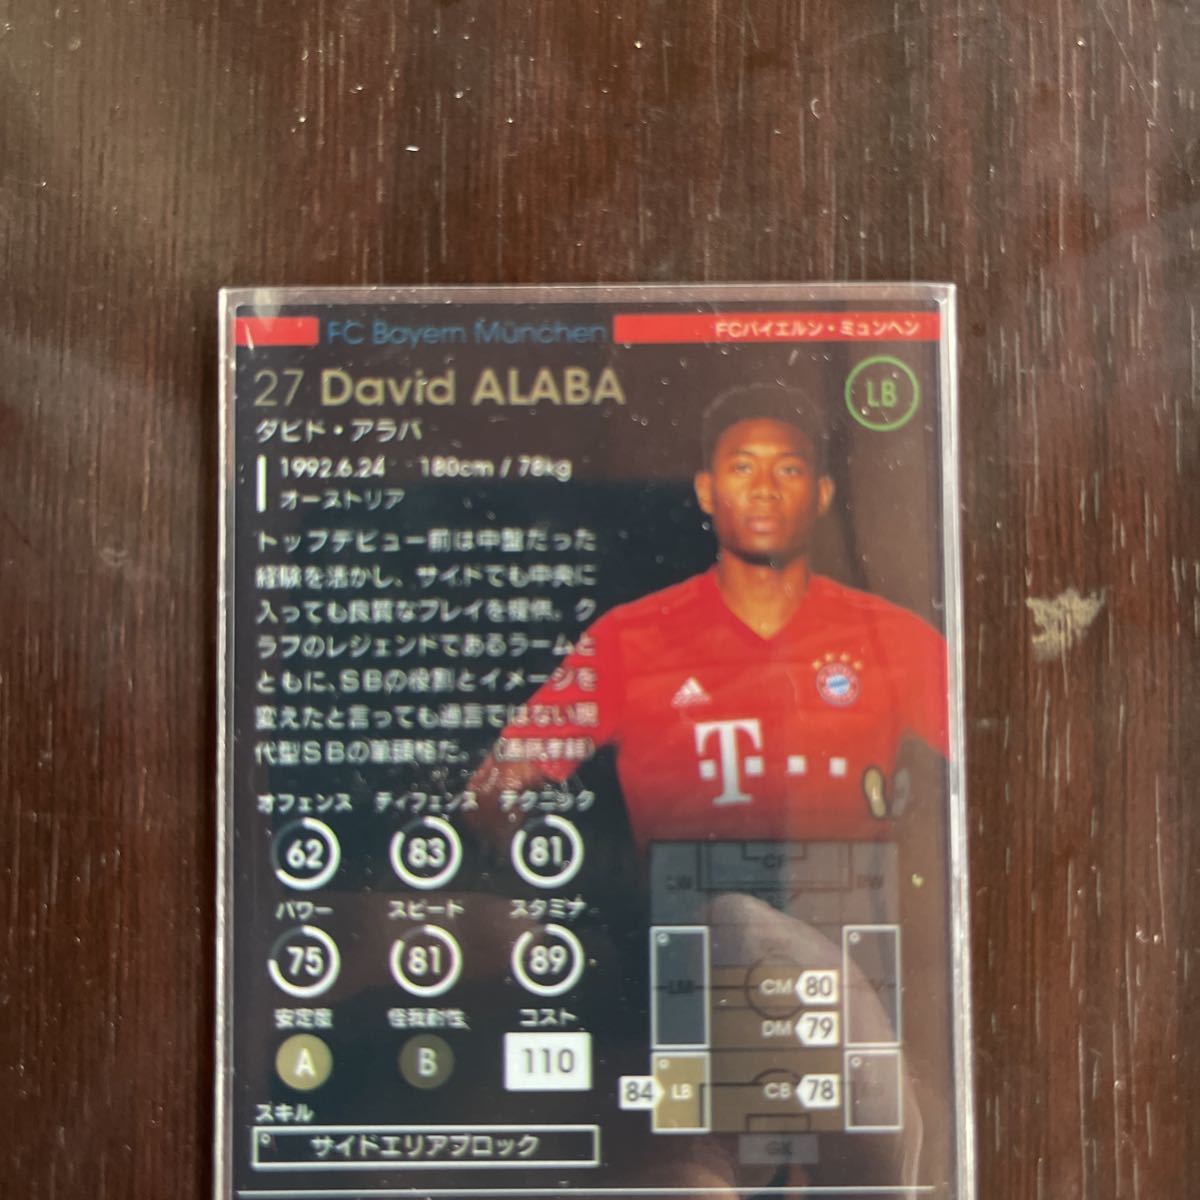 FC Bayern München
FCバイエルン・ミュンヘン
27 David ALABA
LB
ダビド・アラバ
1992.6.24 180cm / 78kg
オーストリア
トップデビュー前は中盤だった
経験を活かし、サイドでも中央に
入っても良質なプレイを提供。ク
ラブのレジェンドであるラームと
ともに、SBの役割とイメージを
変えたと言っても過言ではない現
代型SBの筆頭格だ。
T
オフェンス ディフェンス テクニック
62 83 81
パワー スピード スタミナ
75 81 89
安定度 怪我耐性 コスト
A B 110
スキル
サイドエリアブロック
CF
LW RW
LM
CM 80
DM 79
84 LB
CB 78
GK